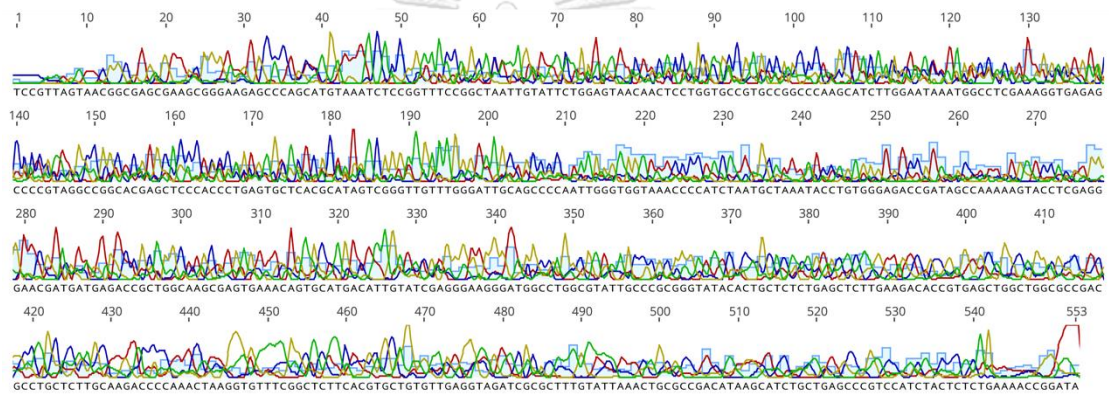 1 10 20 30 40 50 60 70 80 90 100 110 120 130
TCCGTTAGTAACGGCGAGCGAAGCGGGAAGAGCCCAGCATGTAAATCTCCGGTTTCCGGCTAATTGTATTCTGGAGTAACAACTCCTGGTGCCGTGCCGGCCCAAGCATCTTGGAATAAATGGCCTCGAAAGGTGAGAG
140 150 160 170 180 190 200 210 220 230 240 250 260 270
CCCCGTAGGCCGGCACGAGCTCCCACCCTGAGTGCTCACGCATAGTCGGGTTGTTTGGGATTGCAGCCCCAATTGGGTGGTAAACCCCATCTAATGCTAAATACCTGTGGGAGACCGATAGCCAAAAAGTACCTCGAGG
280 290 300 310 320 330 340 350 360 370 380 390 400 410
GAACGATGATGAGACCGCTGGCAAGCGAGTGAAACAGTGCATGACATTGTATCGAGGAAGGGATGGCCTGGCGTATTCTGCCGCGGGTATACACTGCTCTCTGAGCTCTTGAAGACACCGTGAGCTGGCTGGCGCCGAC
420 430 440 450 460 470 480 490 500 510 520 530 540 553
GCCTGCTCTTGCAAGACCCCAAACTAAGGTGTTTCGGCTCTTCACGTGCTGTGTTGAGGTAGATCGCGCTTTGTATTAAACTGCGCCGACATAAGCATCTGCTGAGCCCGTCCATCTACTCTCTGAAAACCGGATA